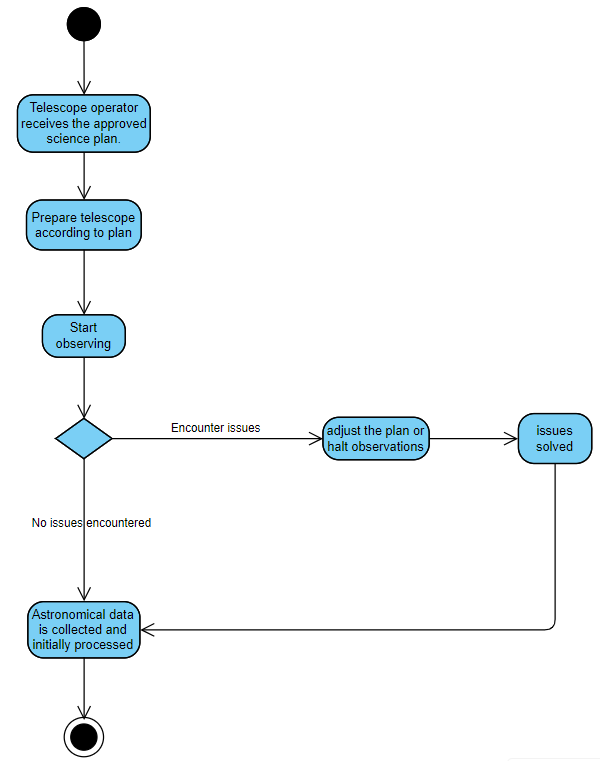 Telescope operator
receives the approved
science plan.
Prepare telescope
according to plan
Start
observing
Encounter issues
adjust the plan or
halt observations
issues
solved
No issues encountered
Astronomical data
is collected and
initially processed